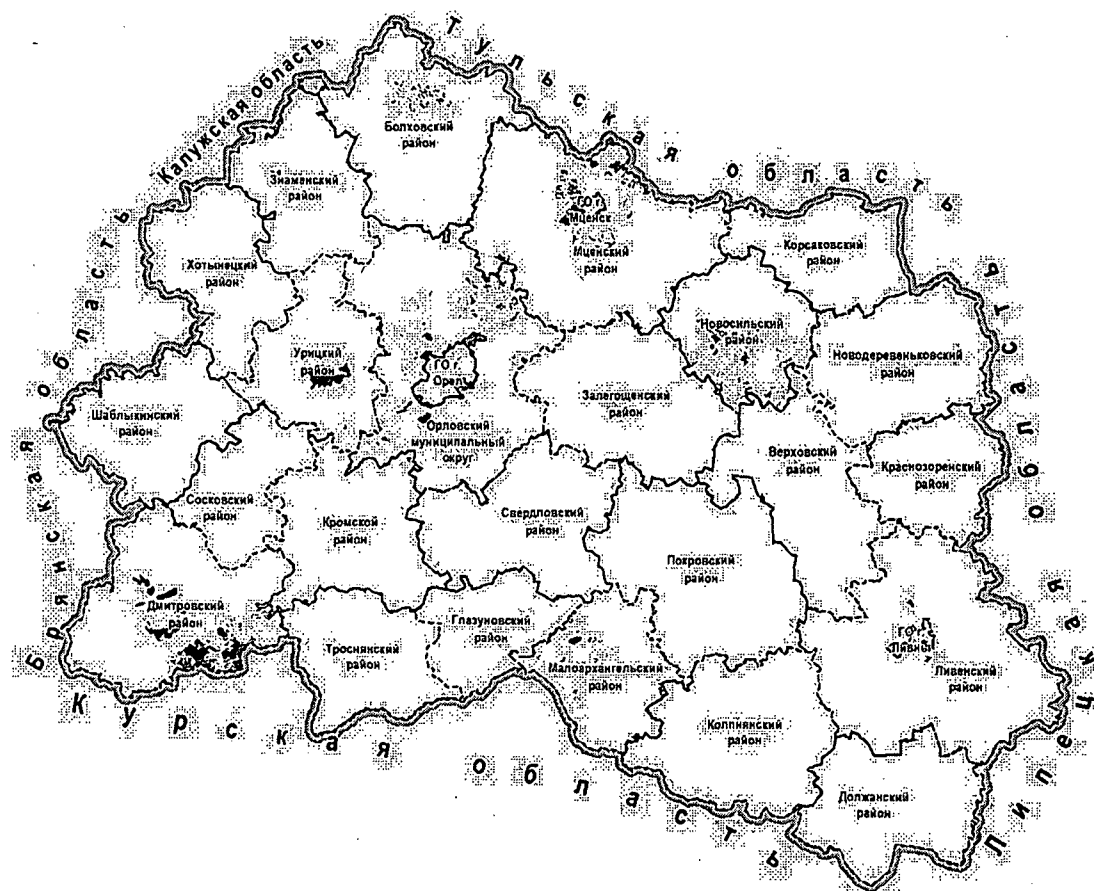 Калужская область
Тульская область
Болховский
район
Знаменский
район
ГО г.
Мценск
Мценский
район
Корсаковский
район
Хотынецкий
район
Новосильский
район
Новодереваньковский
район
Урицкий
район
ГО г.
Орел
Залегощенский
район
Шаблыкинский
район
Орловский
муниципальный
округ
Верховский
район
Краснозоренский
район
Сосковский
район
Кромской
район
Свердловский
район
Покровский
район
Дмитровский
район
Глазуновский
район
Троснянский
район
Малоархангельский
район
ГО г.
Ливны
Ливенский
район
Колпнянский
район
Должанский
район
Брянская область
Курская область
Липецкая область